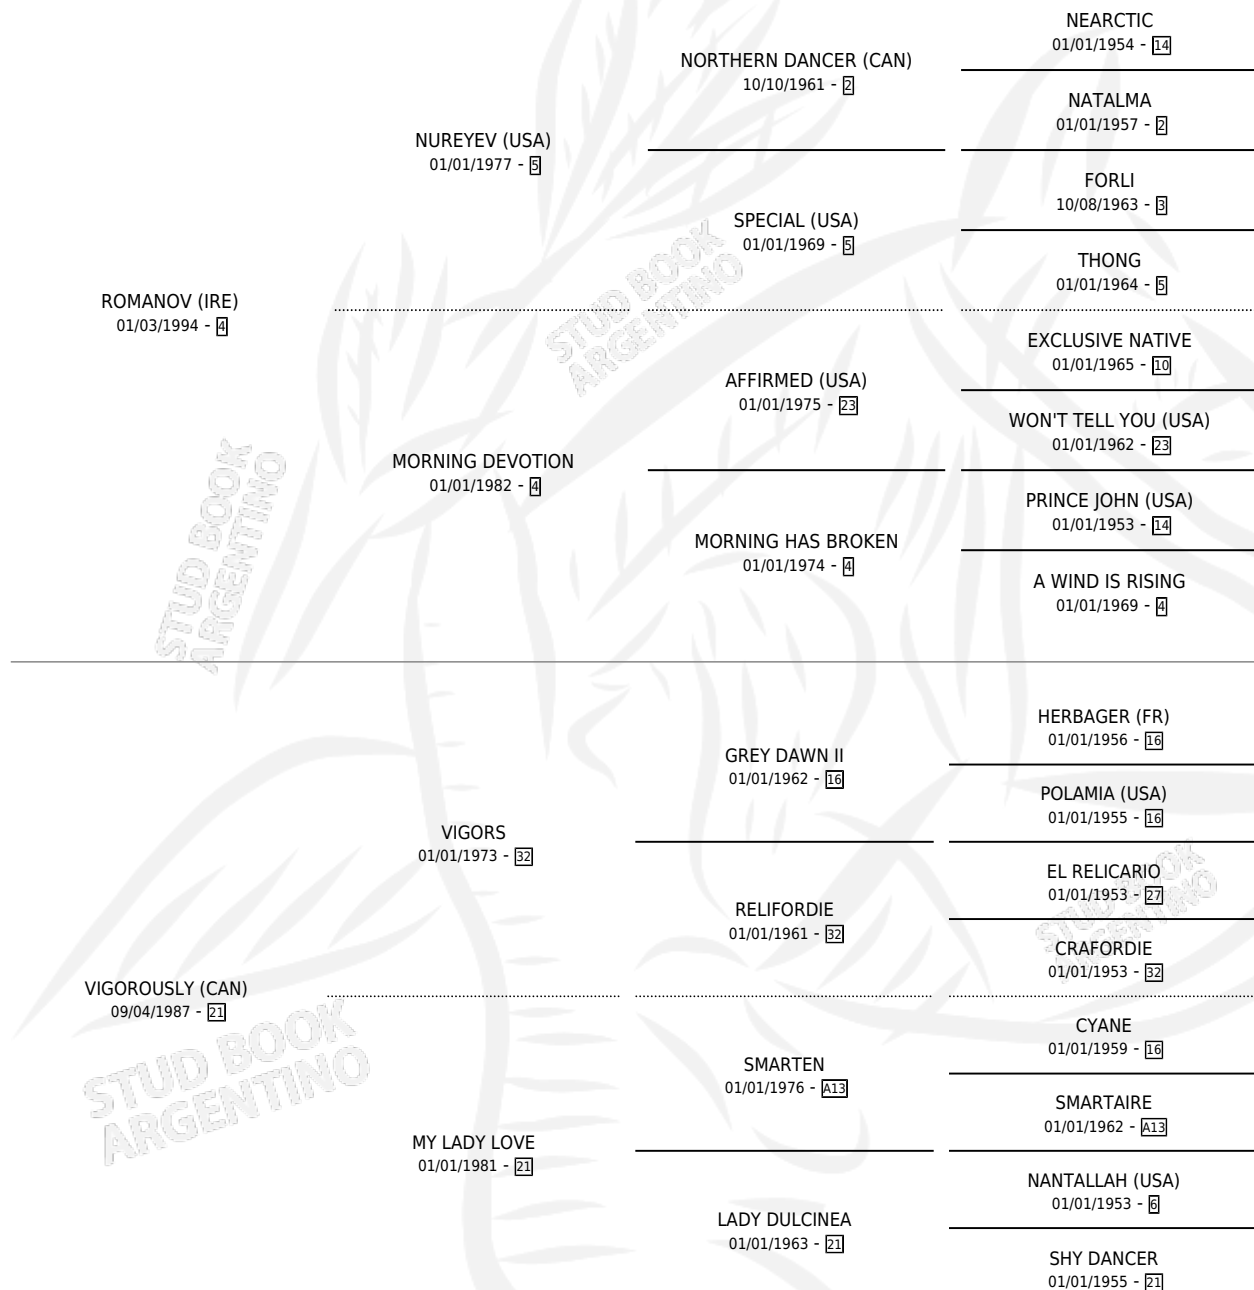 NEARCTIC
01/01/1954 - 14
NORTHERN DANCER (CAN)
10/10/1961 - 2
NATALMA
01/01/1957 - 2
NUREYEV (USA)
01/01/1977 - 5
FORLI
10/08/1963 - 3
SPECIAL (USA)
01/01/1969 - 5
THONG
01/01/1964 - 5
ROMANOV (IRE)
01/03/1994 - 4
EXCLUSIVE NATIVE
01/01/1965 - 10
AFFIRMED (USA)
01/01/1975 - 23
WON'T TELL YOU (USA)
01/01/1962 - 23
MORNING DEVOTION
01/01/1982 - 4
PRINCE JOHN (USA)
01/01/1953 - 14
MORNING HAS BROKEN
01/01/1974 - 4
A WIND IS RISING
01/01/1969 - 4
HERBAGER (FR)
01/01/1956 - 16
GREY DAWN II
01/01/1962 - 16
POLAMIA (USA)
01/01/1955 - 16
VIGORS
01/01/1973 - 32
EL RELICARIO
01/01/1953 - 27
RELIFORDIE
01/01/1961 - 32
CRAFORDIE
01/01/1953 - 32
VIGOROUSLY (CAN)
09/04/1987 - 21
CYANE
01/01/1959 - 16
SMARTEN
01/01/1976 - A13
SMARTAIRE
01/01/1962 - A13
MY LADY LOVE
01/01/1981 - 21
NANTALLAH (USA)
01/01/1953 - 6
LADY DULCINEA
01/01/1963 - 21
SHY DANCER
01/01/1955 - 21
STUD BOOK
ARGENTINO
STUD BOOK
ARGENTINO
STUD BOOK
ARGENTINO
STUD BOOK
ARGENTINO